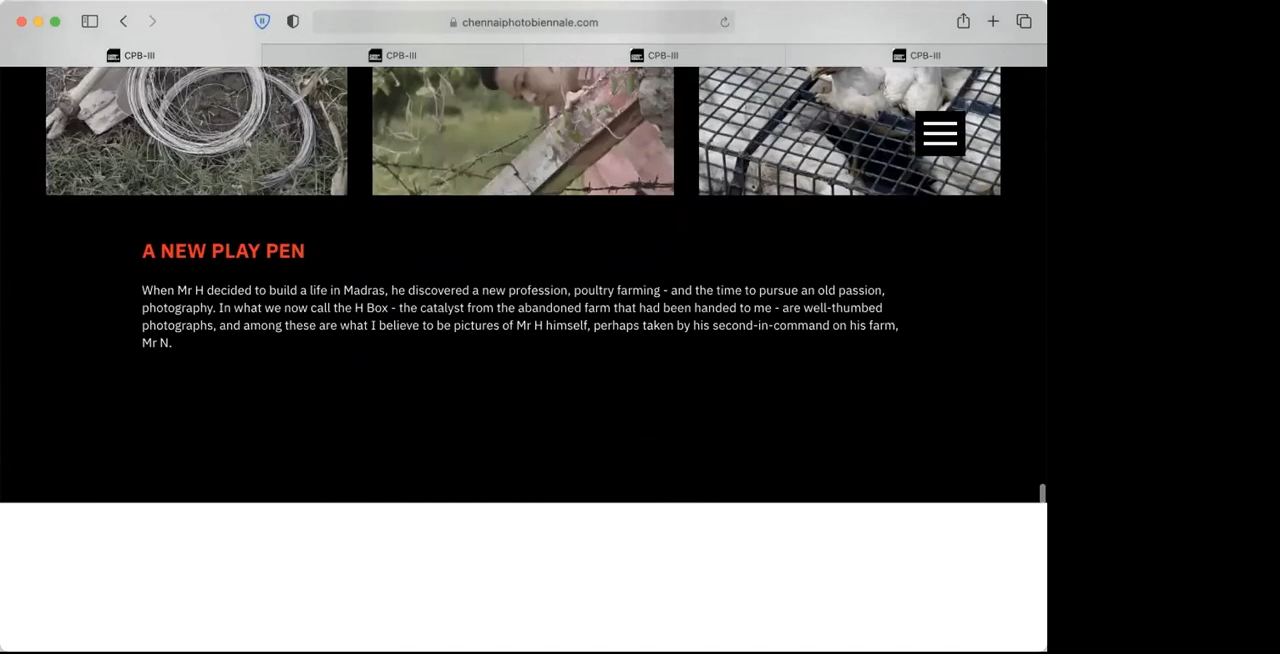 chennaiphotobiennale.com
CPB-III
CPB-III
CPB-III
CPB-III
A NEW PLAY PEN
When Mr H decided to build a life in Madras, he discovered a new profession, poultry farming - and the time to pursue an old passion,
photography. In what we now call the H Box - the catalyst from the abandoned farm that had been handed to me - are well-thumbed
photographs, and among these are what I believe to be pictures of Mr H himself, perhaps taken by his second-in-command on his farm,
Mr N.